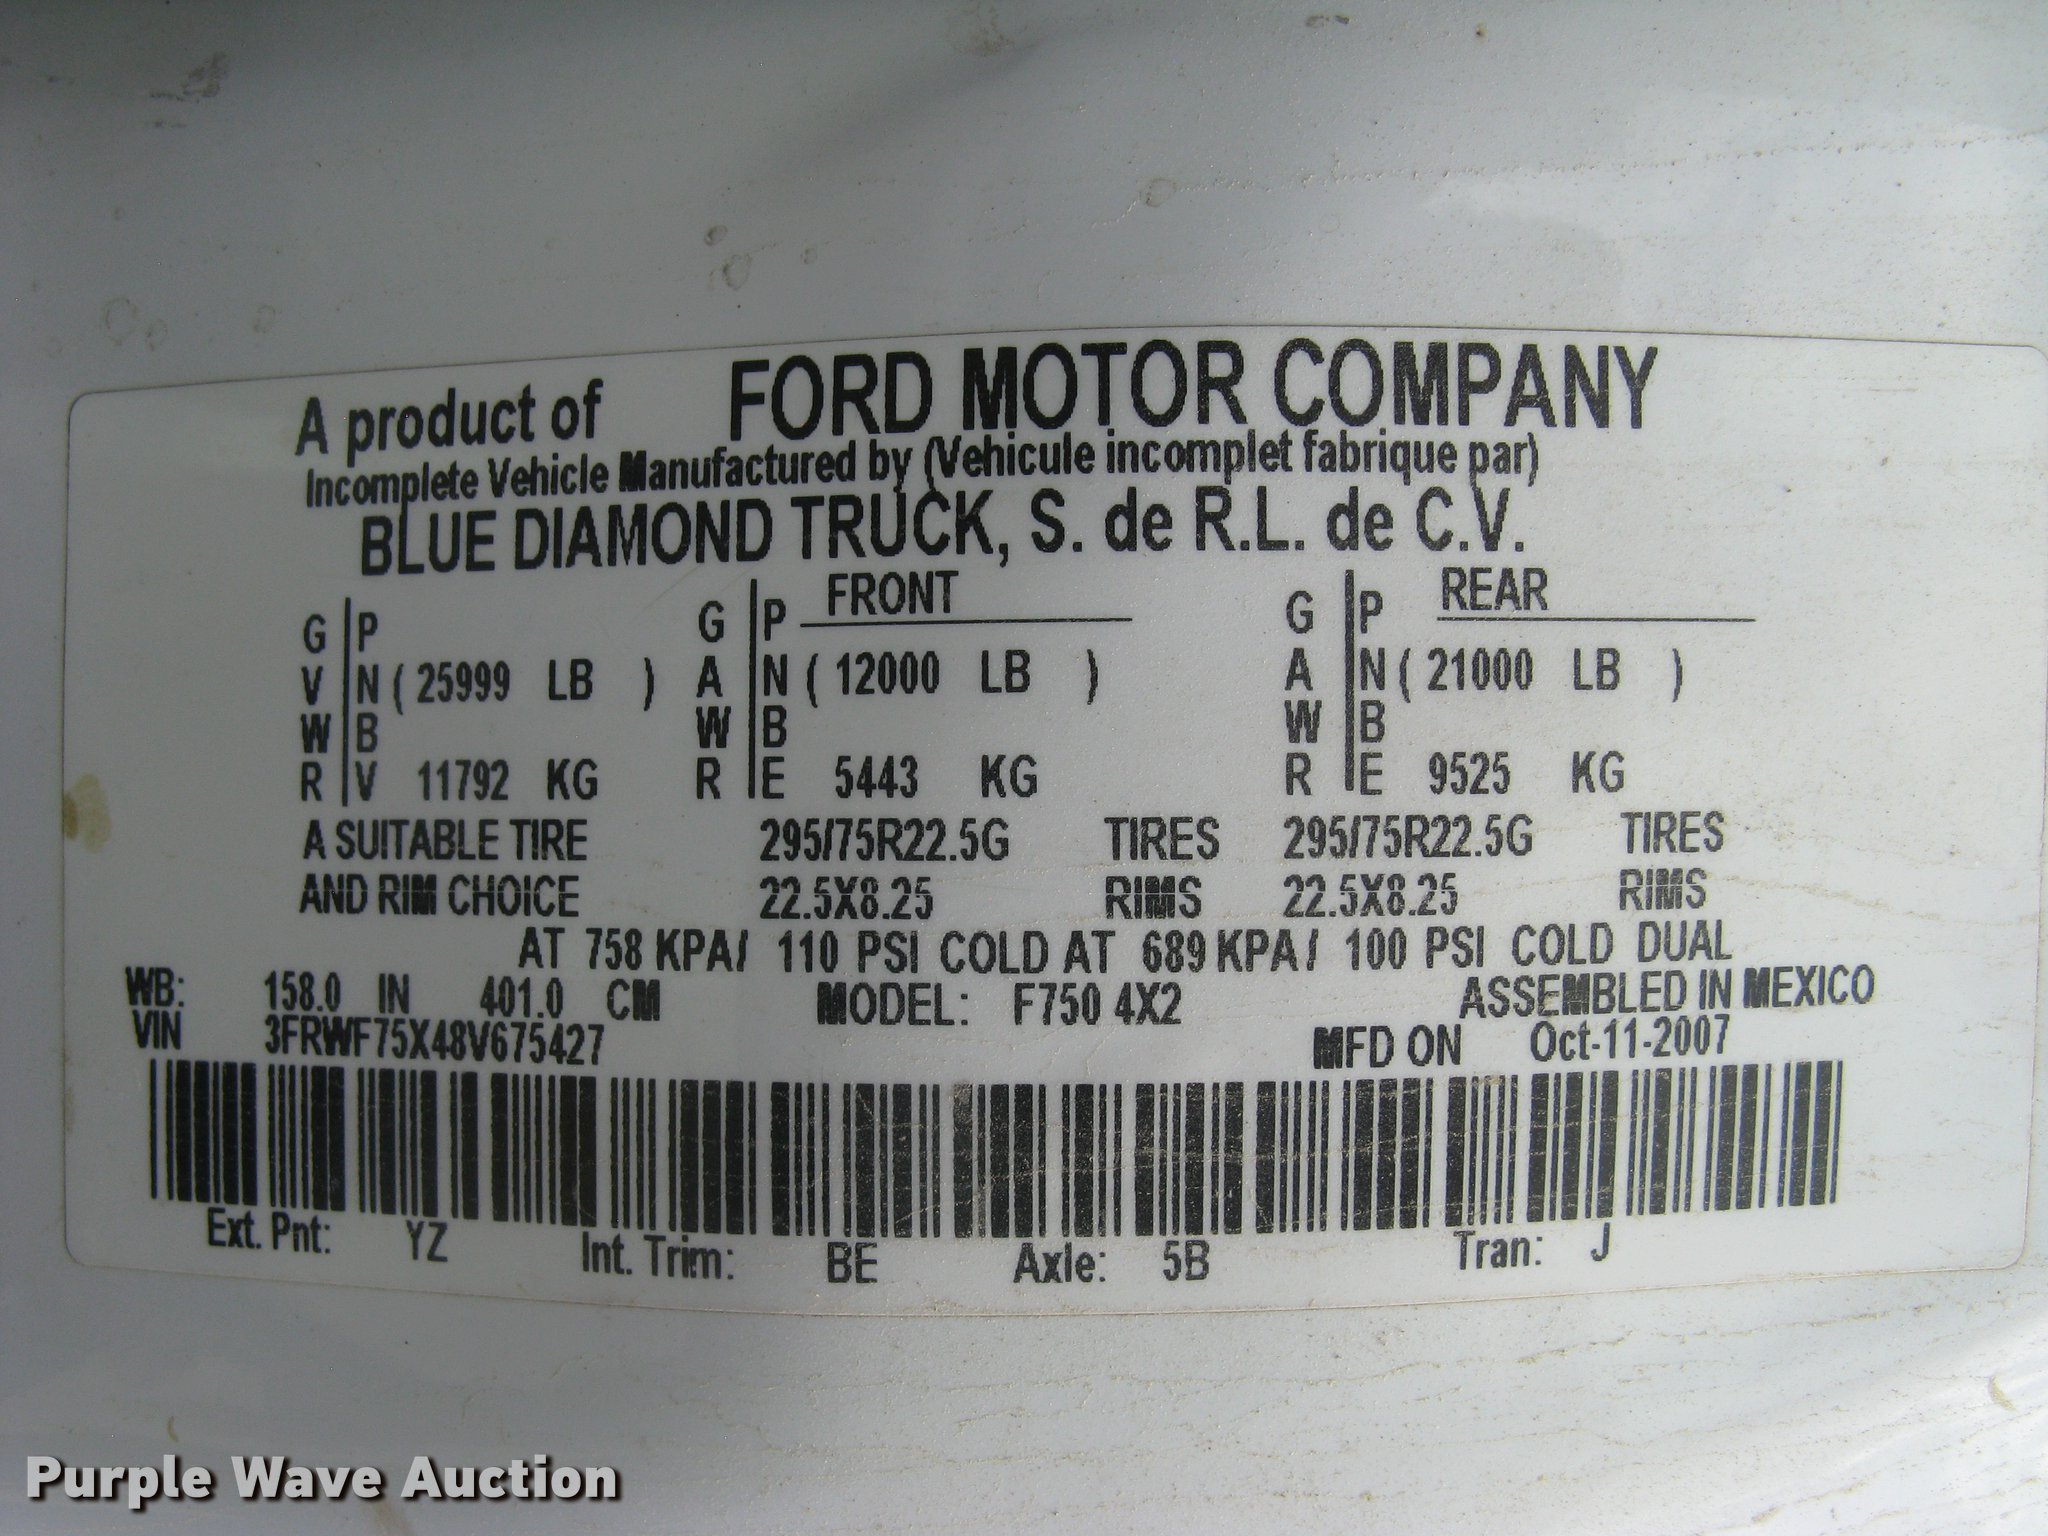 A product of FORD MOTOR COMPANY
Incomplete Vehicle Manufactured by (Vehicule incomplet fabrique par)
BLUE DIAMOND TRUCK, S. de R.L. de C.V.
G P G P FRONT G P REAR
V N ( 25999 LB ) A N ( 12000 LB ) A N ( 21000 LB )
W B W B W B
R V 11792 KG R E 5443 KG R E 9525 KG
A SUITABLE TIRE 295/75R22.5G TIRES 295/75R22.5G TIRES
AND RIM CHOICE 22.5X8.25 RIMS 22.5X8.25 RIMS
AT 758 KPA/ 110 PSI COLD AT 689 KPA/ 100 PSI COLD DUAL
WB: 158.0 IN 401.0 CM MODEL: F750 4X2 ASSEMBLED IN MEXICO
VIN 3FRWF75X48V675427 MFD ON Oct-11-2007
Ext. Pnt: YZ Int. Trim: BE Axle: 5B Tran: J
Purple Wave Auction